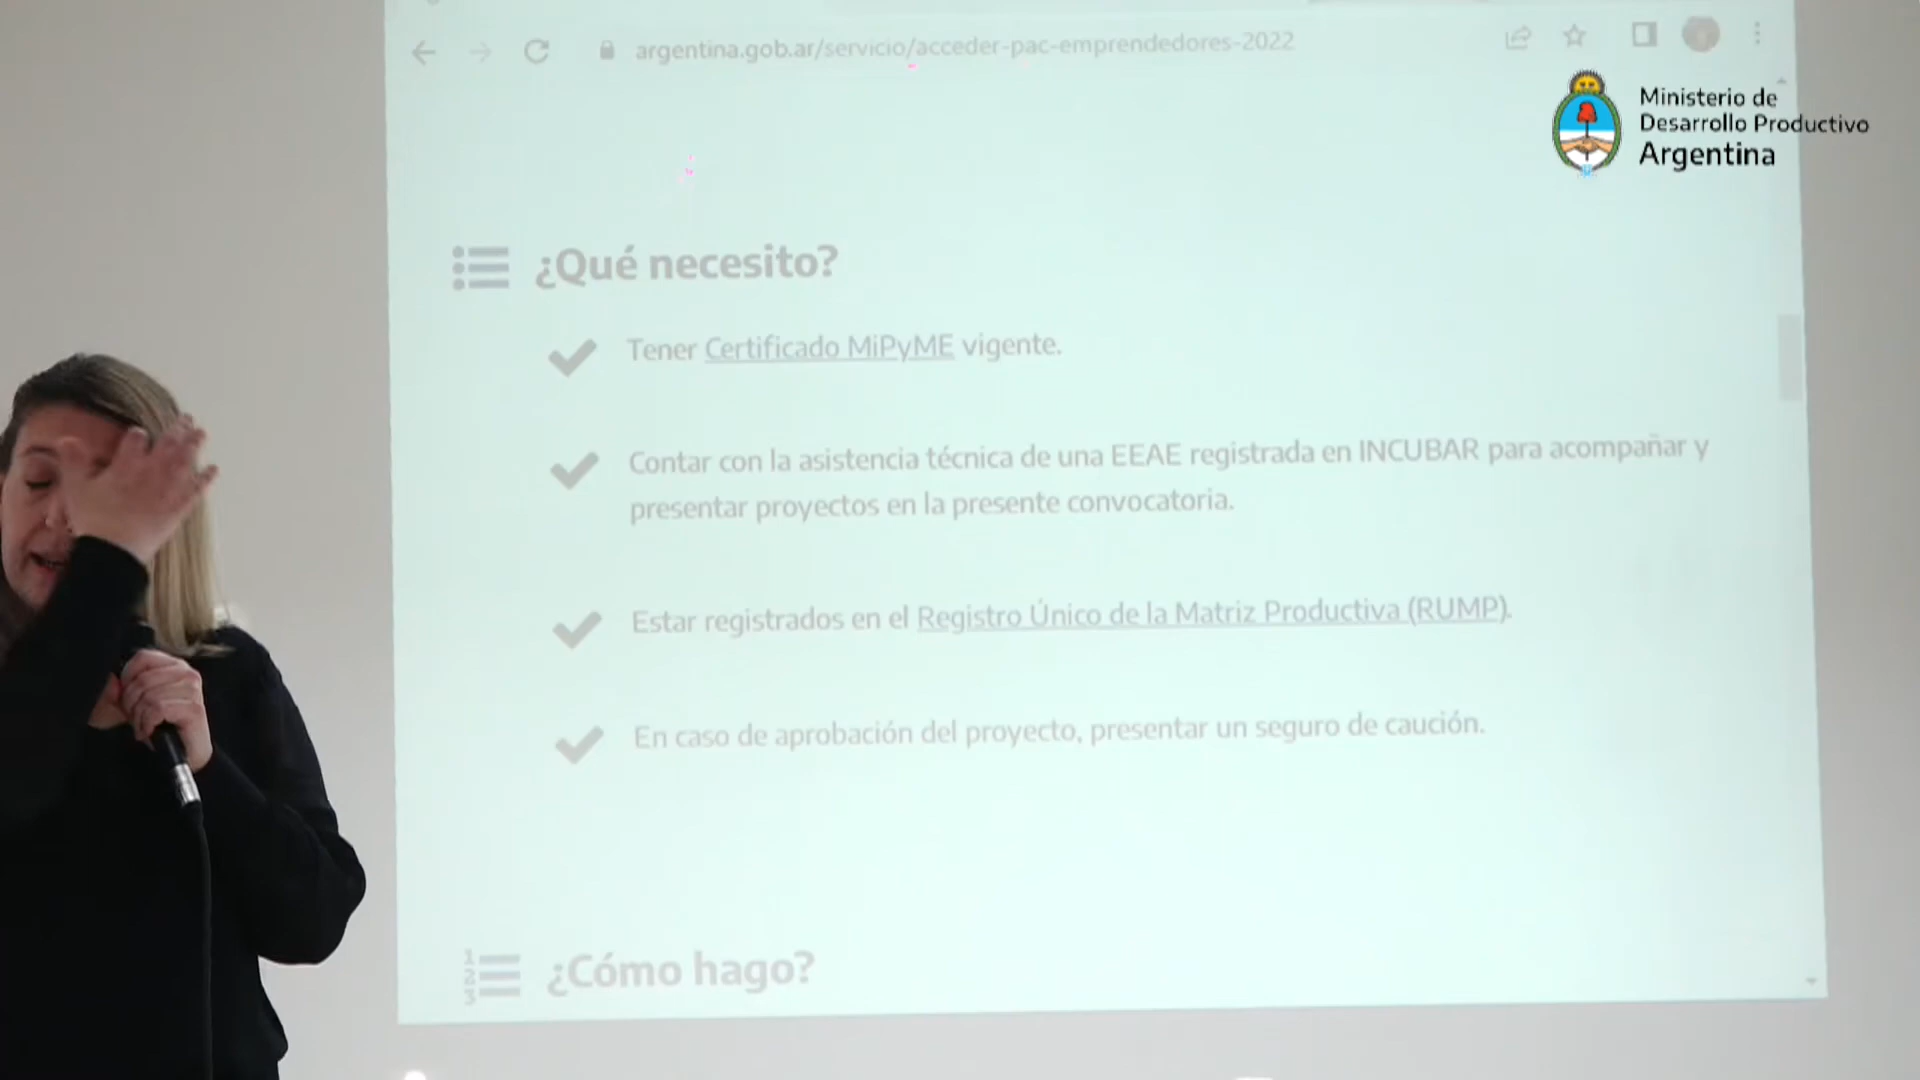 argentina.gob.ar/servicio/acceder-pac-emprendedores-2022
Ministerio de
Desarrollo Productivo
Argentina
¿Qué necesito?
Tener Certificado MiPyME vigente.
Contar con la asistencia técnica de una EEAE registrada en INCUBAR para acompañar y
presentar proyectos en la presente convocatoria.
Estar registrados en el Registro Único de la Matriz Productiva (RUMP).
En caso de aprobación del proyecto, presentar un seguro de caución.
¿Cómo hago?